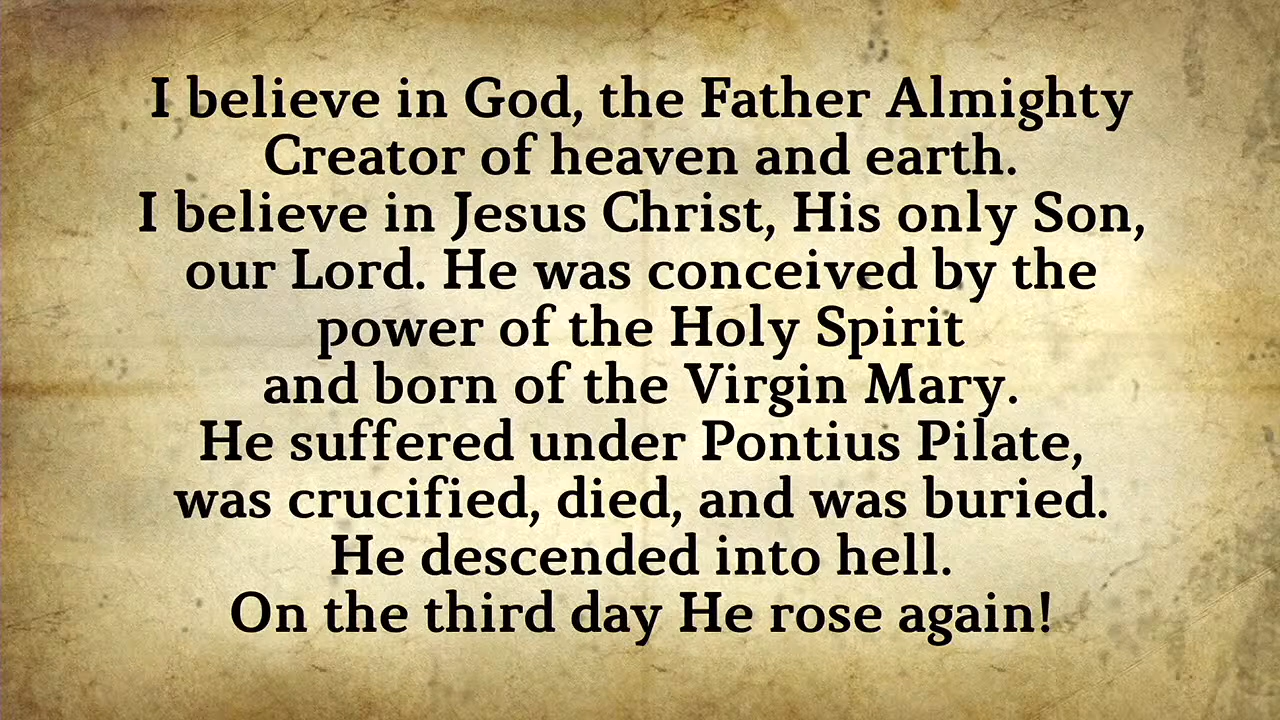 I believe in God, the Father Almighty
Creator of heaven and earth.
I believe in Jesus Christ, His only Son,
our Lord. He was conceived by the
power of the Holy Spirit
and born of the Virgin Mary.
He suffered under Pontius Pilate,
was crucified, died, and was buried.
He descended into hell.
On the third day He rose again!